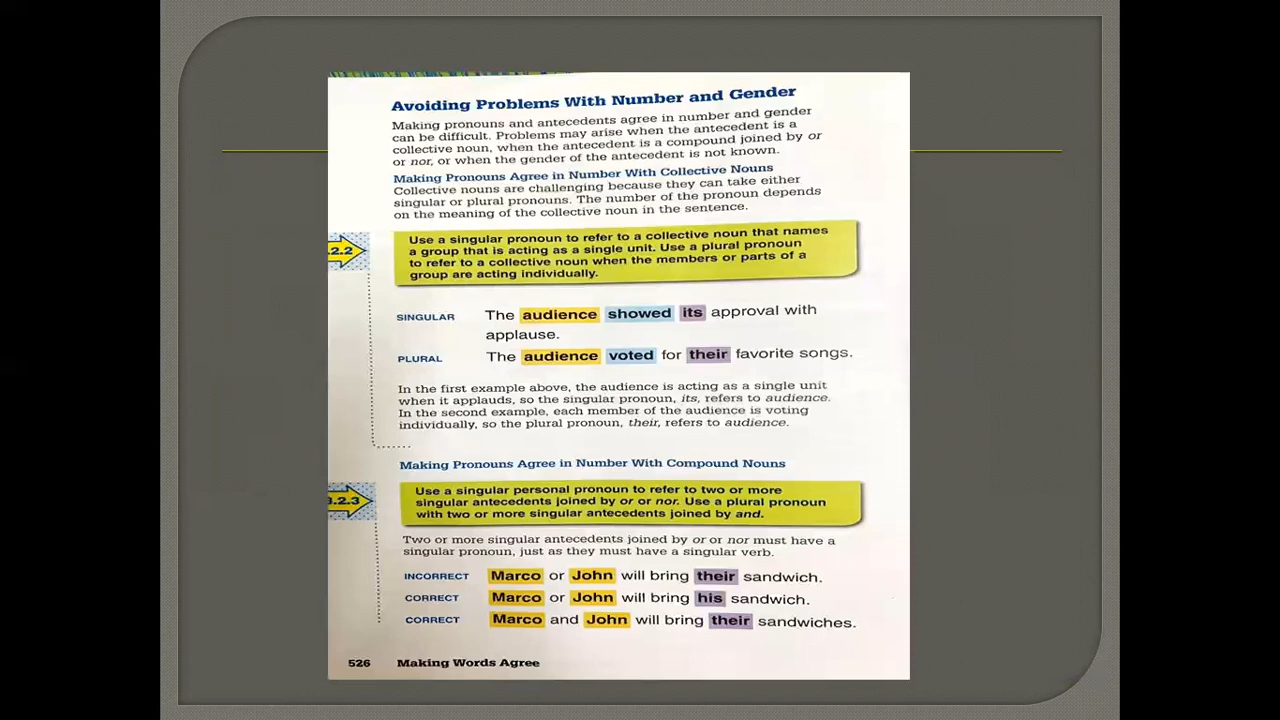 Avoiding Problems With Number and Gender
Making pronouns and antecedents agree in number and gender
can be difficult. Problems may arise when the antecedent is a
collective noun, when the antecedent is a compound joined by or
or nor, or when the gender of the antecedent is not known.
Making Pronouns Agree in Number With Collective Nouns
Collective nouns are challenging because they can take either
singular or plural pronouns. The number of the pronoun depends
on the meaning of the collective noun in the sentence.
.2.2
Use a singular pronoun to refer to a collective noun that names
a group that is acting as a single unit. Use a plural pronoun
to refer to a collective noun when the members or parts of a
group are acting individually.
SINGULAR The audience showed its approval with
applause.
PLURAL The audience voted for their favorite songs.
In the first example above, the audience is acting as a single unit
when it applauds, so the singular pronoun, its, refers to audience.
In the second example, each member of the audience is voting
individually, so the plural pronoun, their, refers to audience.
Making Pronouns Agree in Number With Compound Nouns
.2.3
Use a singular personal pronoun to refer to two or more
singular antecedents joined by or or nor. Use a plural pronoun
with two or more singular antecedents joined by and.
Two or more singular antecedents joined by or or nor must have a
singular pronoun, just as they must have a singular verb.
INCORRECT Marco or John will bring their sandwich.
CORRECT Marco or John will bring his sandwich.
CORRECT Marco and John will bring their sandwiches.
526 Making Words Agree